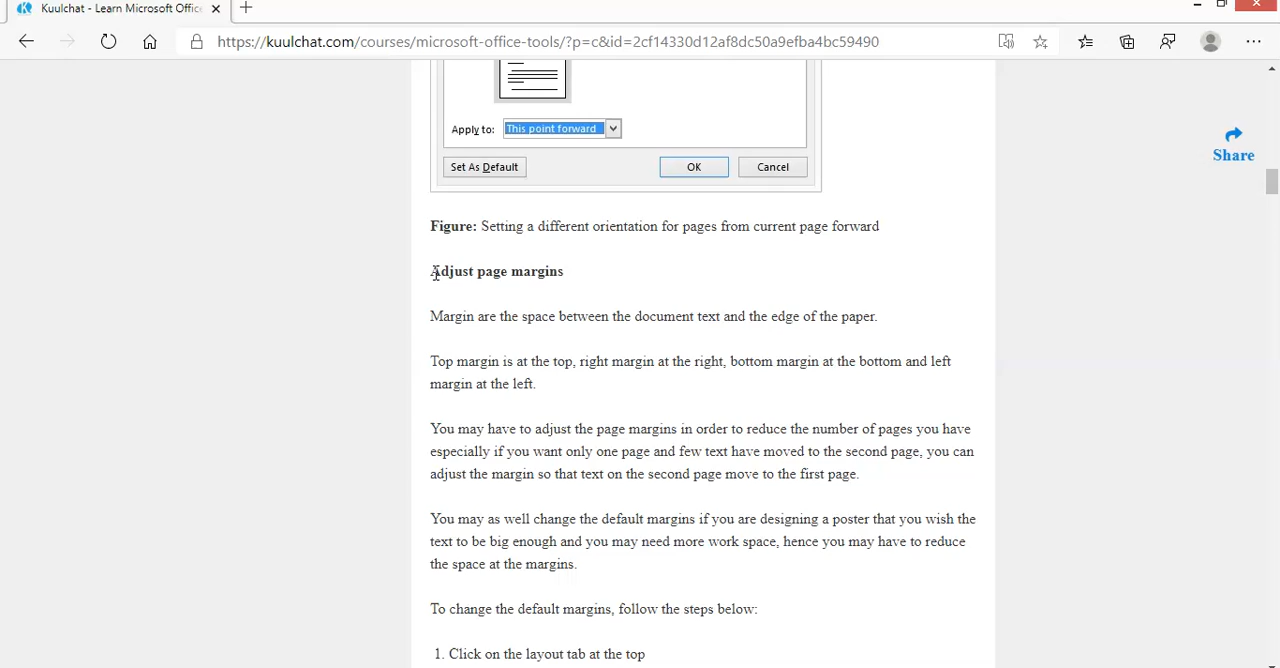 Kuulchat - Learn Microsoft Offic
https://kuulchat.com/courses/microsoft-office-tools/?p=c&id=2cf14330d12af8dc50a9efba4bc59490
Apply to: This point forward
Set As Default OK Cancel
Share
Figure: Setting a different orientation for pages from current page forward
Adjust page margins
Margin are the space between the document text and the edge of the paper.
Top margin is at the top, right margin at the right, bottom margin at the bottom and left
margin at the left.
You may have to adjust the page margins in order to reduce the number of pages you have
especially if you want only one page and few text have moved to the second page, you can
adjust the margin so that text on the second page move to the first page.
You may as well change the default margins if you are designing a poster that you wish the
text to be big enough and you may need more work space, hence you may have to reduce
the space at the margins.
To change the default margins, follow the steps below:
1. Click on the layout tab at the top